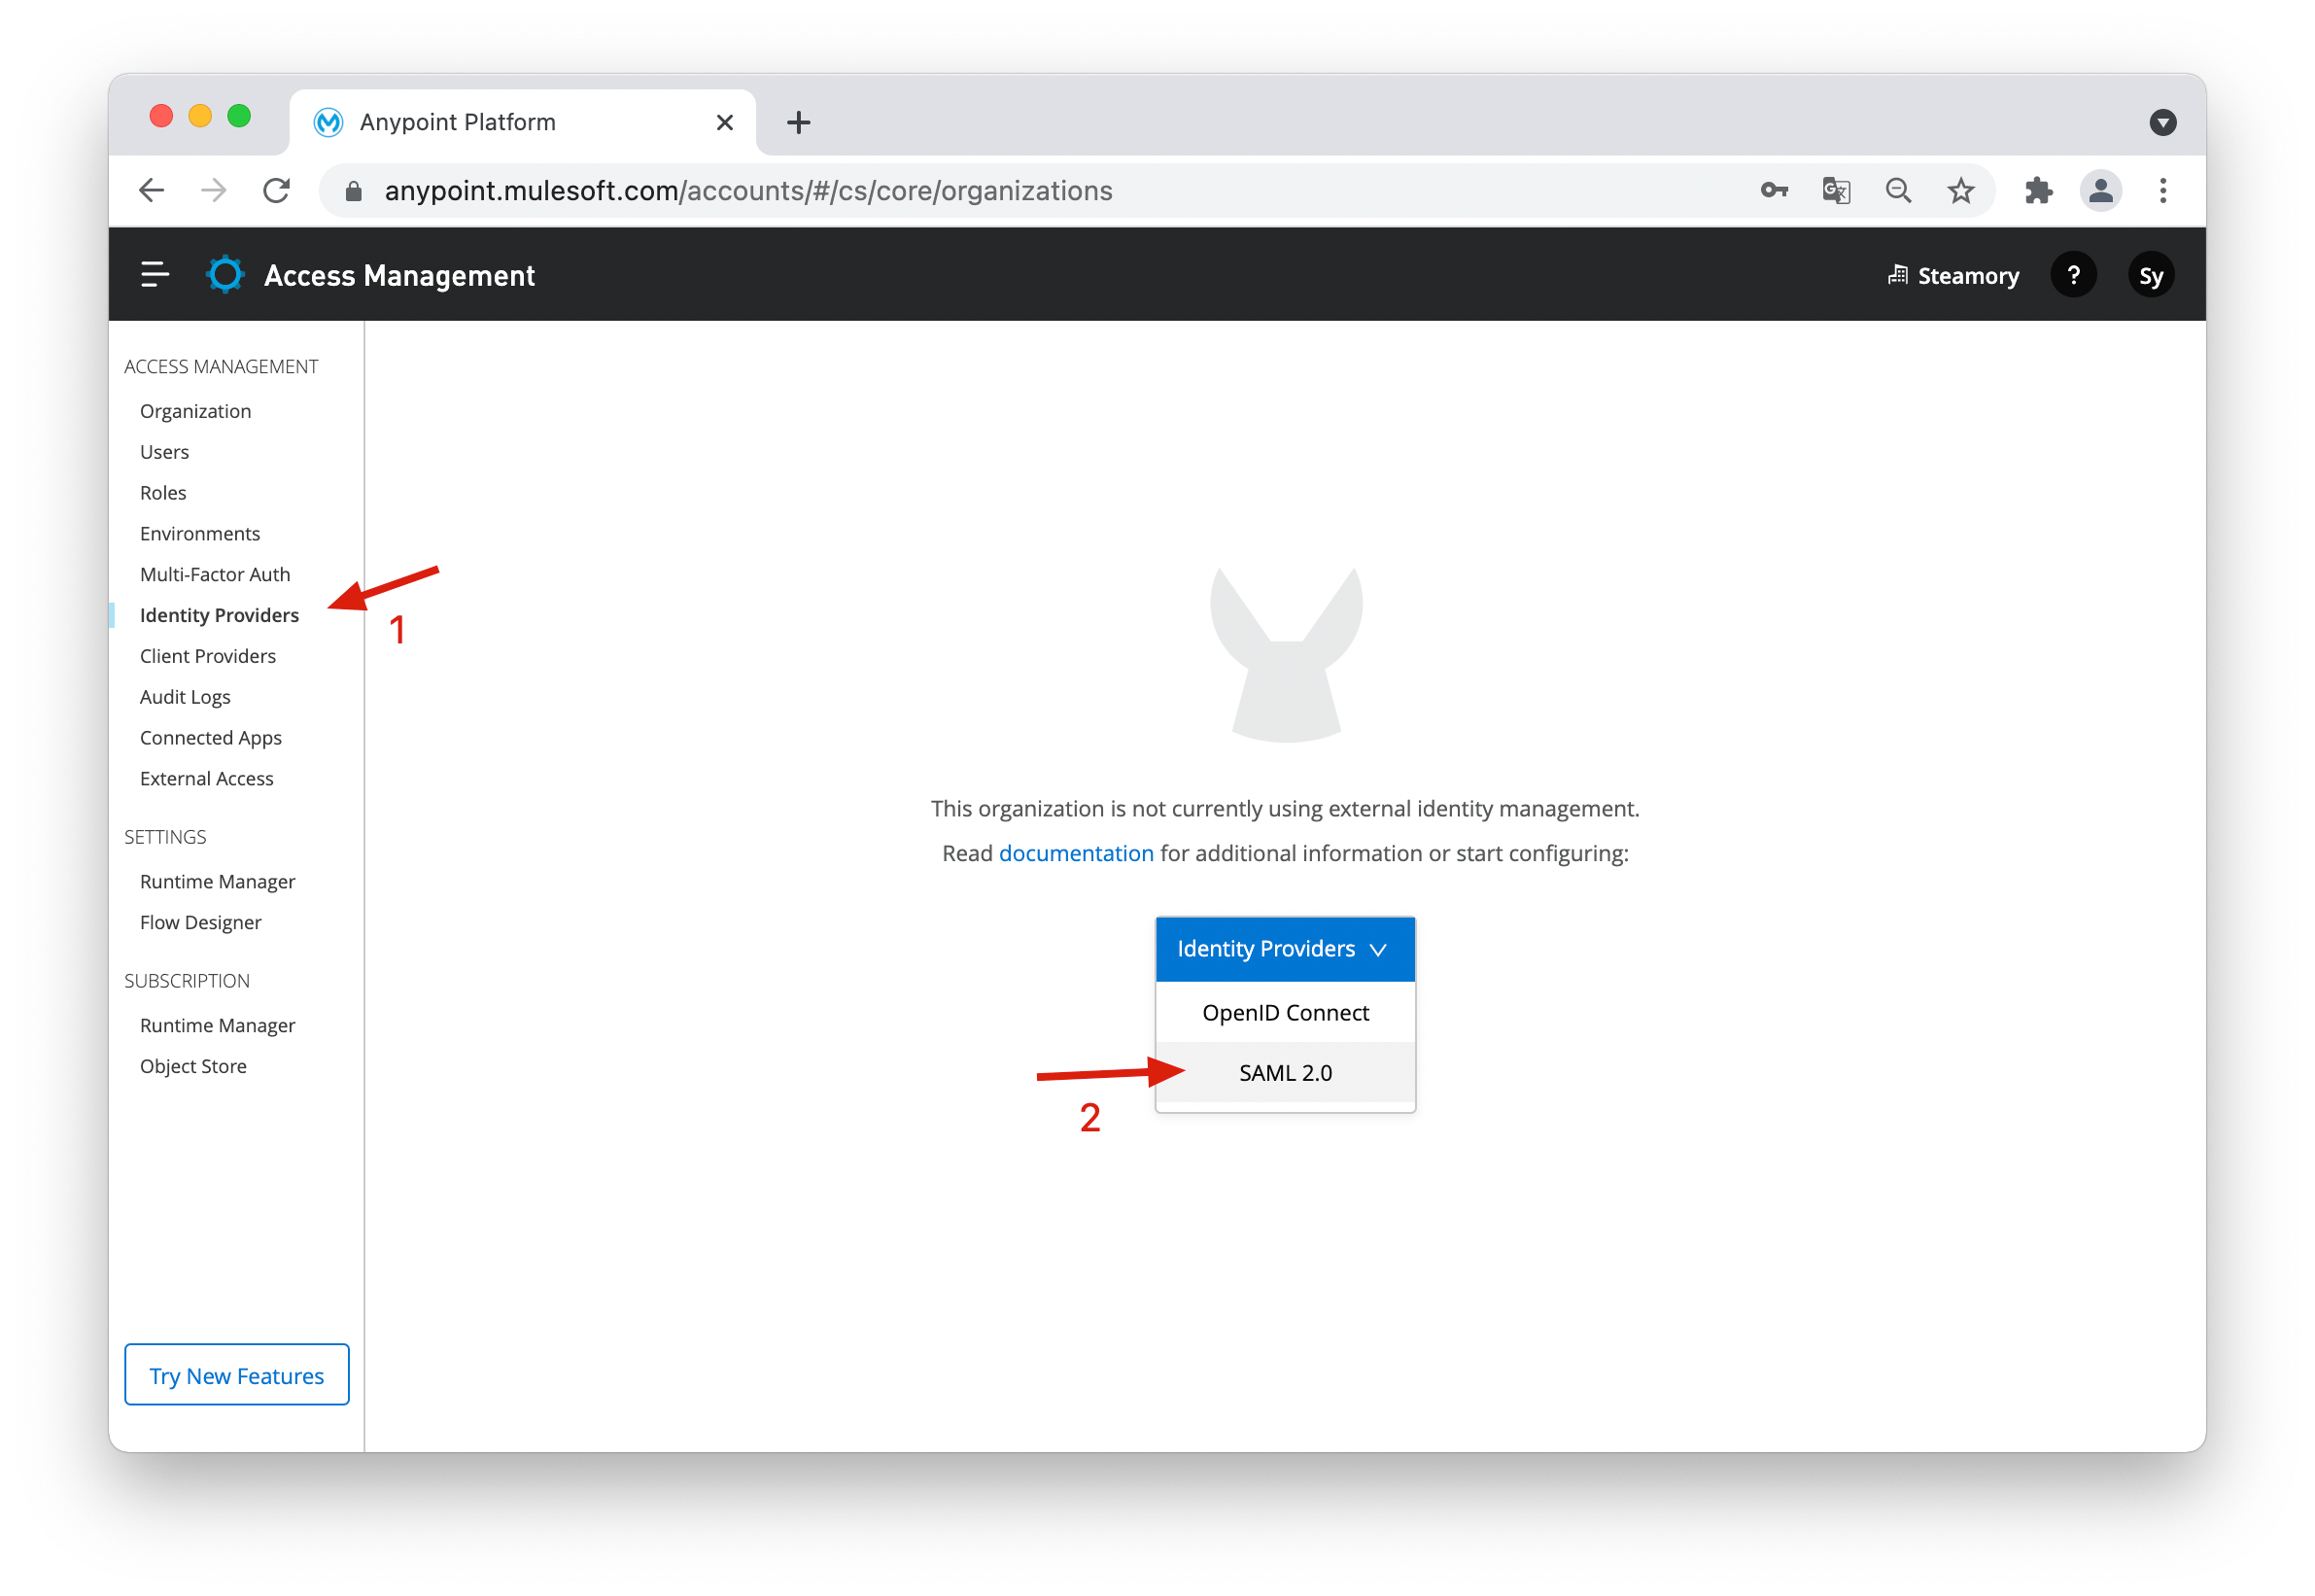 Anypoint Platform
anypoint.mulesoft.com/accounts/#/cs/core/organizations
Access Management
Steamory
?
Sy
ACCESS MANAGEMENT
Organization
Users
Roles
Environments
Multi-Factor Auth
Identity Providers
1
Client Providers
Audit Logs
Connected Apps
External Access
SETTINGS
Runtime Manager
Flow Designer
SUBSCRIPTION
Runtime Manager
Object Store
Try New Features
This organization is not currently using external identity management.
Read documentation for additional information or start configuring:
Identity Providers
OpenID Connect
SAML 2.0
2